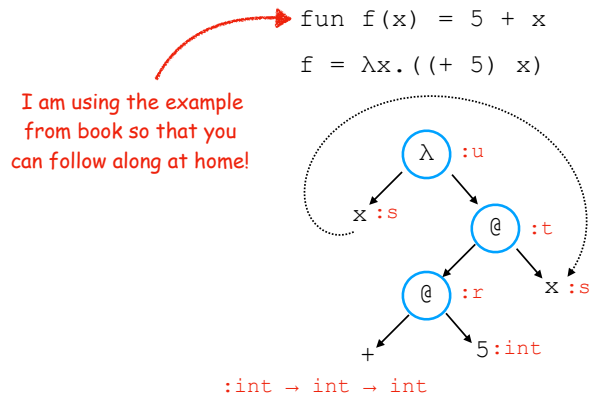 fun f(x) = 5 + x
f = λx.((+ 5) x)
I am using the example
from book so that you
can follow along at home!
λ :u
x :s
@ :t
@ :r
x :s
+
5:int
:int → int → int